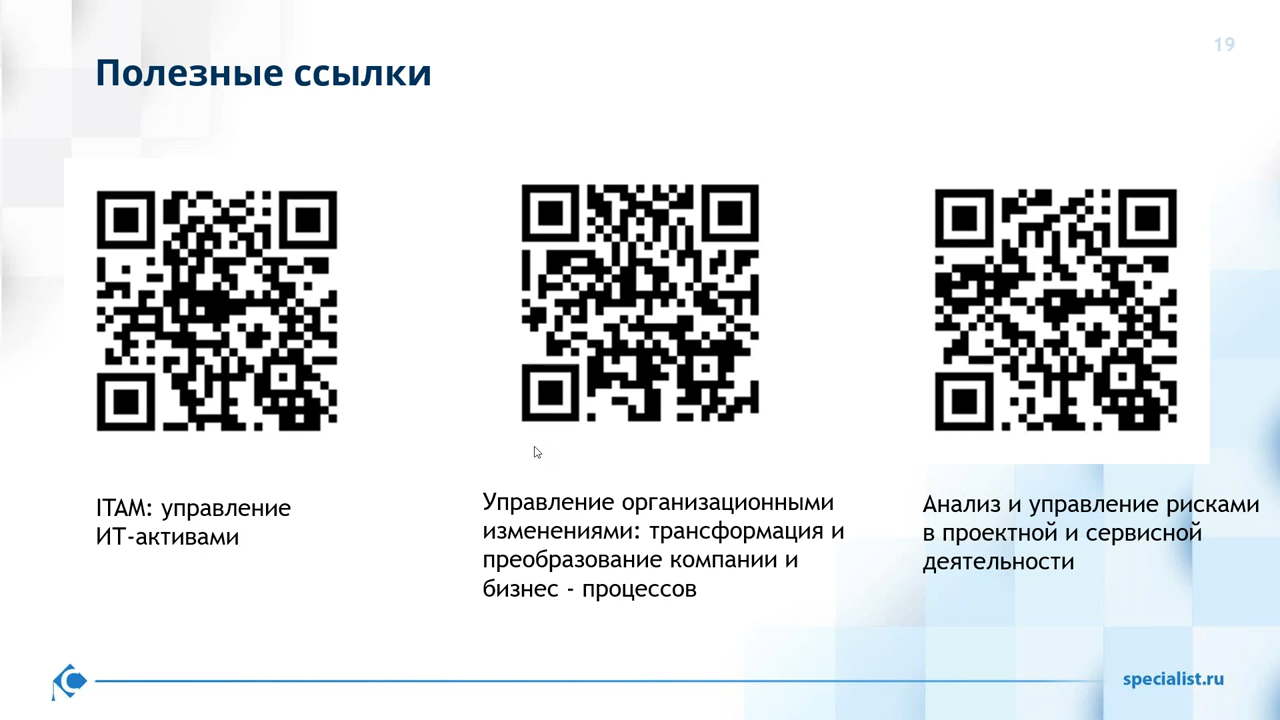 19
Полезные ссылки
ITAM: управление
ИТ-активами
Управление организационными
изменениями: трансформация и
преобразование компании и
бизнес - процессов
Анализ и управление рисками
в проектной и сервисной
деятельности
specialist.ru